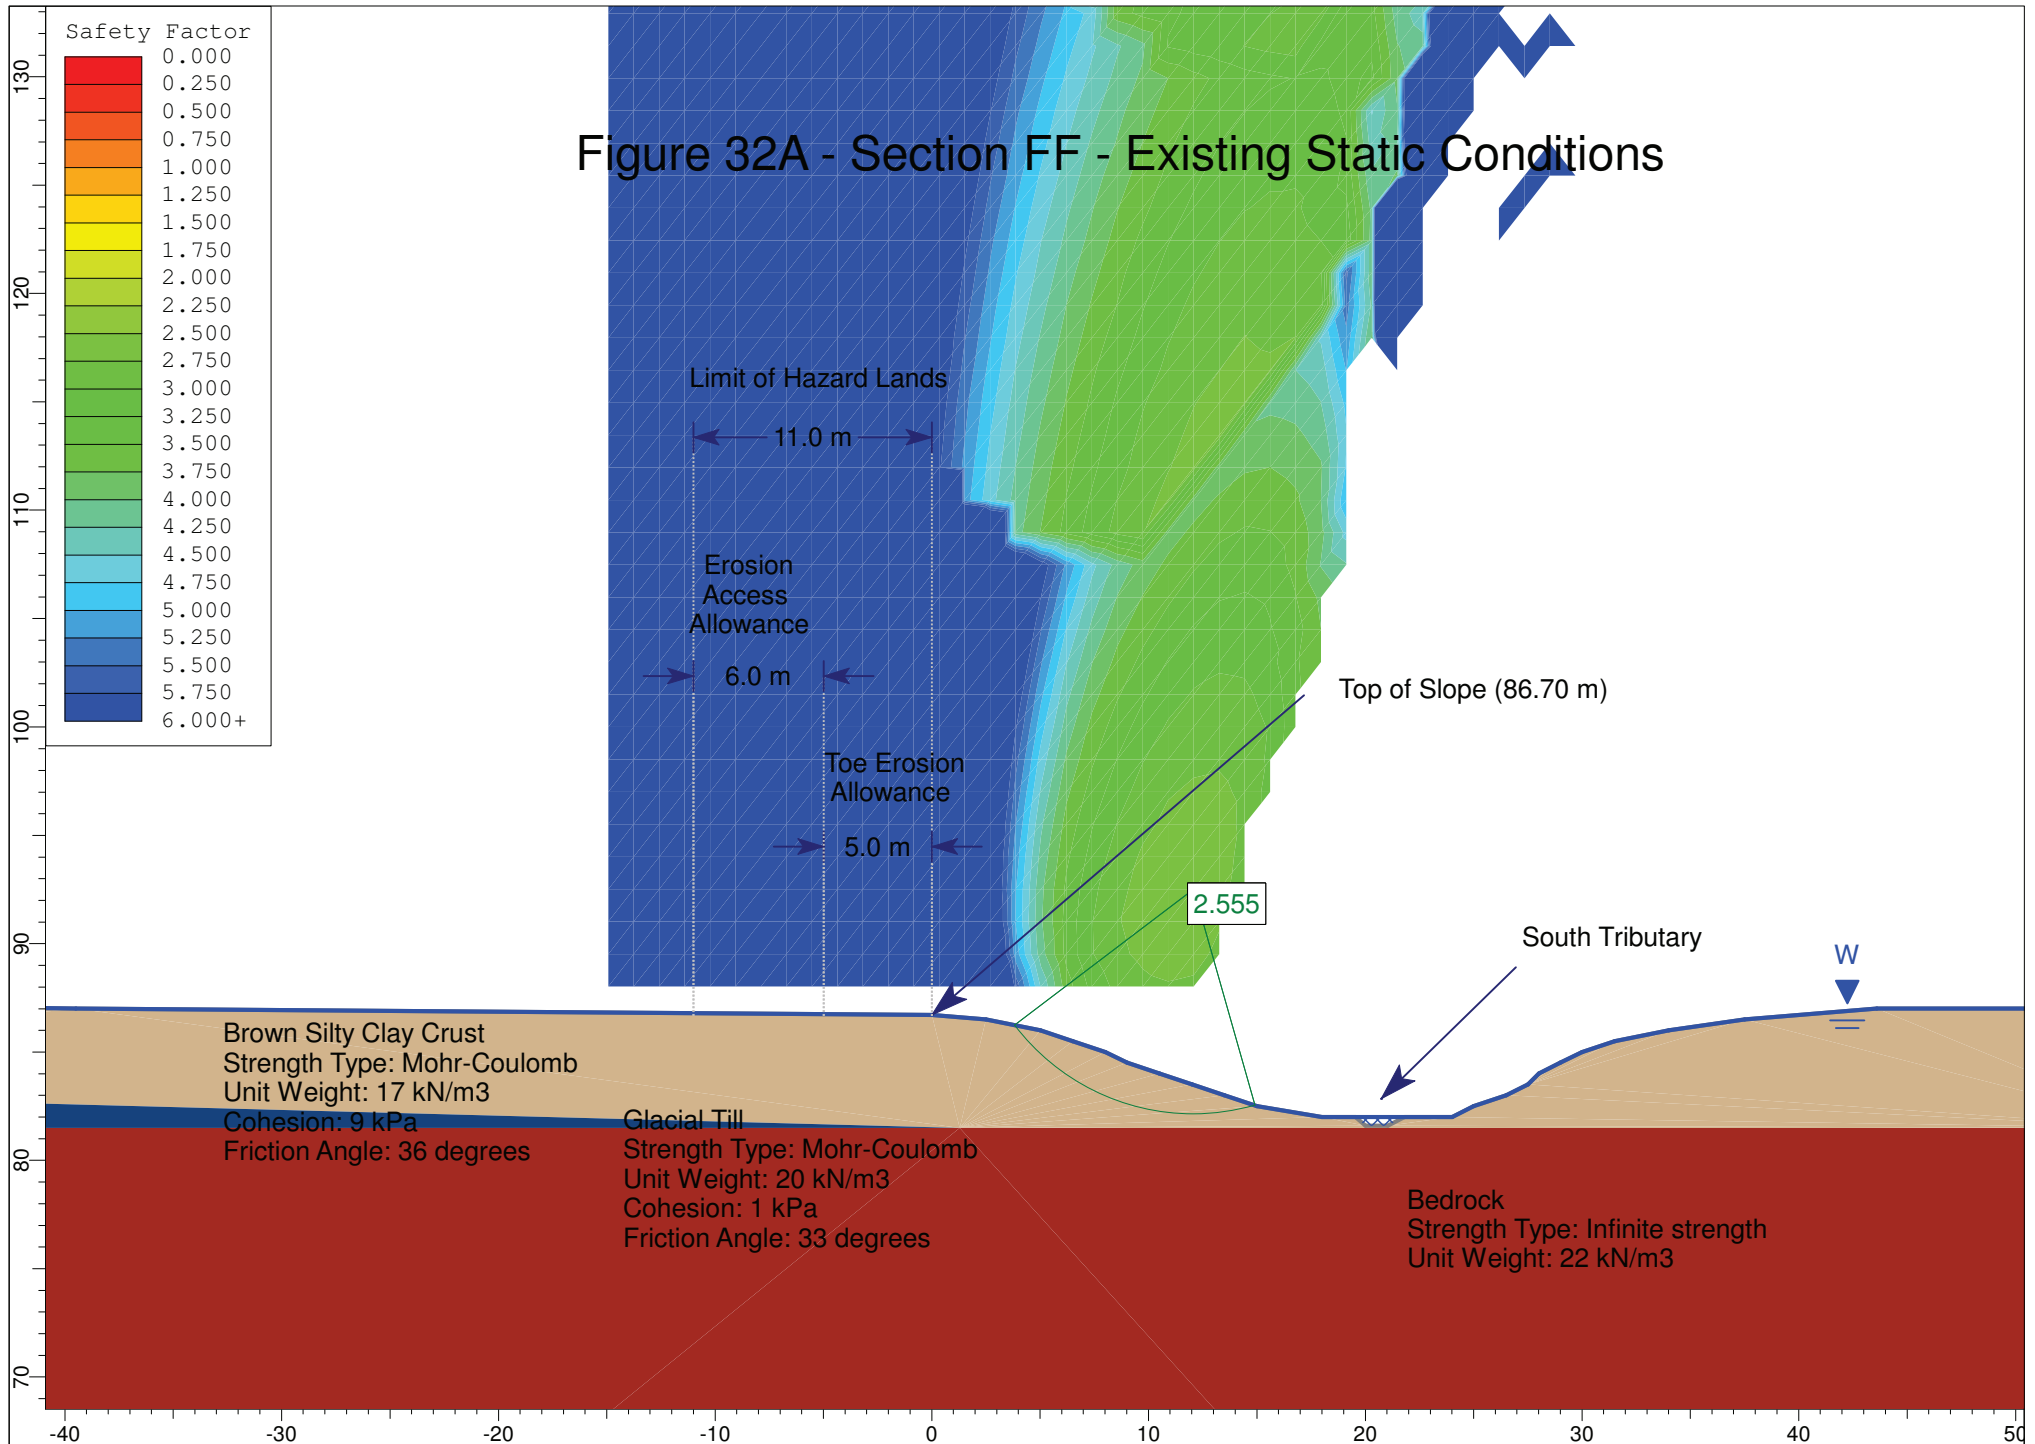 Safety Factor
0.000
0.250
0.500
0.750
1.000
1.250
1.500
1.750
2.000
2.250
2.500
2.750
3.000
3.250
3.500
3.750
4.000
4.250
4.500
4.750
5.000
5.250
5.500
5.750
6.000+
Figure 32A - Section FF - Existing Static Conditions
Limit of Hazard Lands
11.0 m
Erosion
Access
Allowance
6.0 m
Toe Erosion
Allowance
5.0 m
Top of Slope (86.70 m)
2.555
South Tributary
W
Brown Silty Clay Crust
Strength Type: Mohr-Coulomb
Unit Weight: 17 kN/m3
Cohesion: 9 kPa
Friction Angle: 36 degrees
Glacial Till
Strength Type: Mohr-Coulomb
Unit Weight: 20 kN/m3
Cohesion: 1 kPa
Friction Angle: 33 degrees
Bedrock
Strength Type: Infinite strength
Unit Weight: 22 kN/m3
130
120
110
100
90
80
70
-40
-30
-20
-10
0
10
20
30
40
50